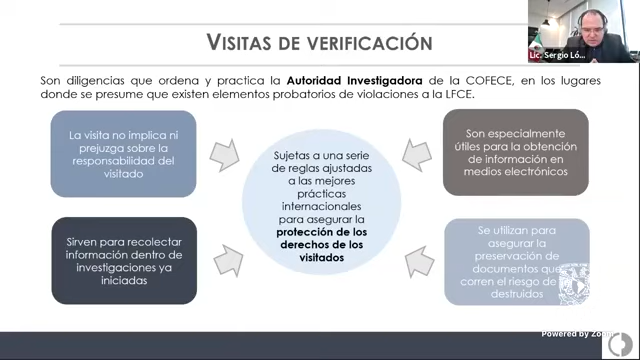 VISITAS DE VERIFICACIÓN
Lic. Sergio Ló...
Son diligencias que ordena y practica la Autoridad Investigadora de la COFECE, en los lugares
donde se presume que existen elementos probatorios de violaciones a la LFCE.
La visita no implica ni
prejuzga sobre la
responsabilidad del
visitado
Sirven para recolectar
información dentro de
investigaciones ya
iniciadas
Sujetas a una serie
de reglas ajustadas
a las mejores
prácticas
internacionales
para asegurar la
protección de los
derechos de los
visitados
Son especialmente
útiles para la obtención
de información en
medios electrónicos
Se utilizan para
asegurar la
preservación de
documentos que
corren el riesgo de
destruidos
Powered by Zoom